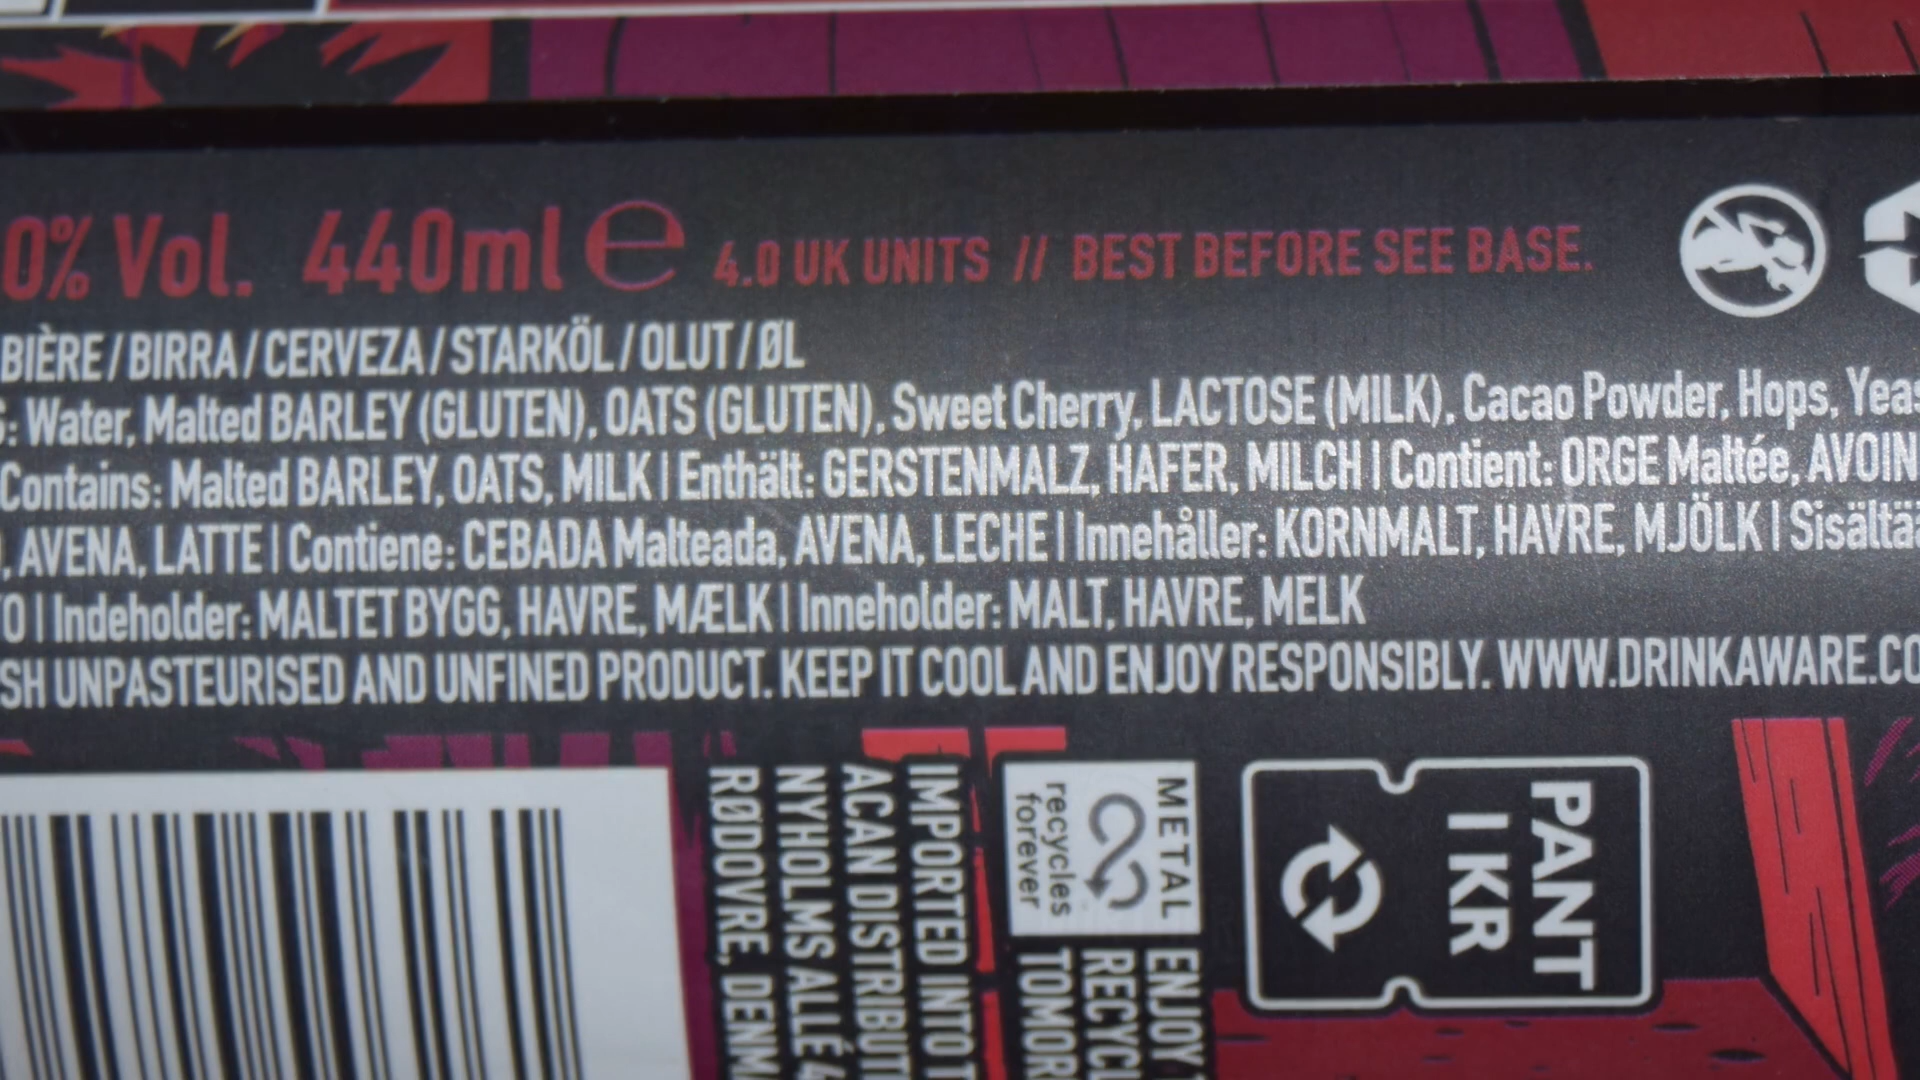 0% Vol. 440ml e 4.0 UK UNITS // BEST BEFORE SEE BASE.
BIÈRE / BIRRA / CERVEZA / STARKÖL / OLUT / ØL
: Water, Malted BARLEY (GLUTEN), OATS (GLUTEN), Sweet Cherry, LACTOSE (MILK), Cacao Powder, Hops, Yeas
Contains: Malted BARLEY, OATS, MILK | Enthält: GERSTENMALZ, HAFER, MILCH | Contient: ORGE Maltée, AVOIN
, AVENA, LATTE | Contiene: CEBADA Malteada, AVENA, LECHE | Innehåller: KORNMALT, HAVRE, MJÖLK | Sisältää
O | Indeholder: MALTET BYGG, HAVRE, MÆLK | Inneholder: MALT, HAVRE, MELK
SH UNPASTEURISED AND UNFINED PRODUCT. KEEP IT COOL AND ENJOY RESPONSIBLY. WWW.DRINKAWARE.CO
IMPORTED INTO T
ACAN DISTRIBUT
NYHOLMS ALLÉ 4
RØDOVRE, DENM
METAL
recycles
forever
ENJOY
RECYCL
TOMOR
PANT
1 KR